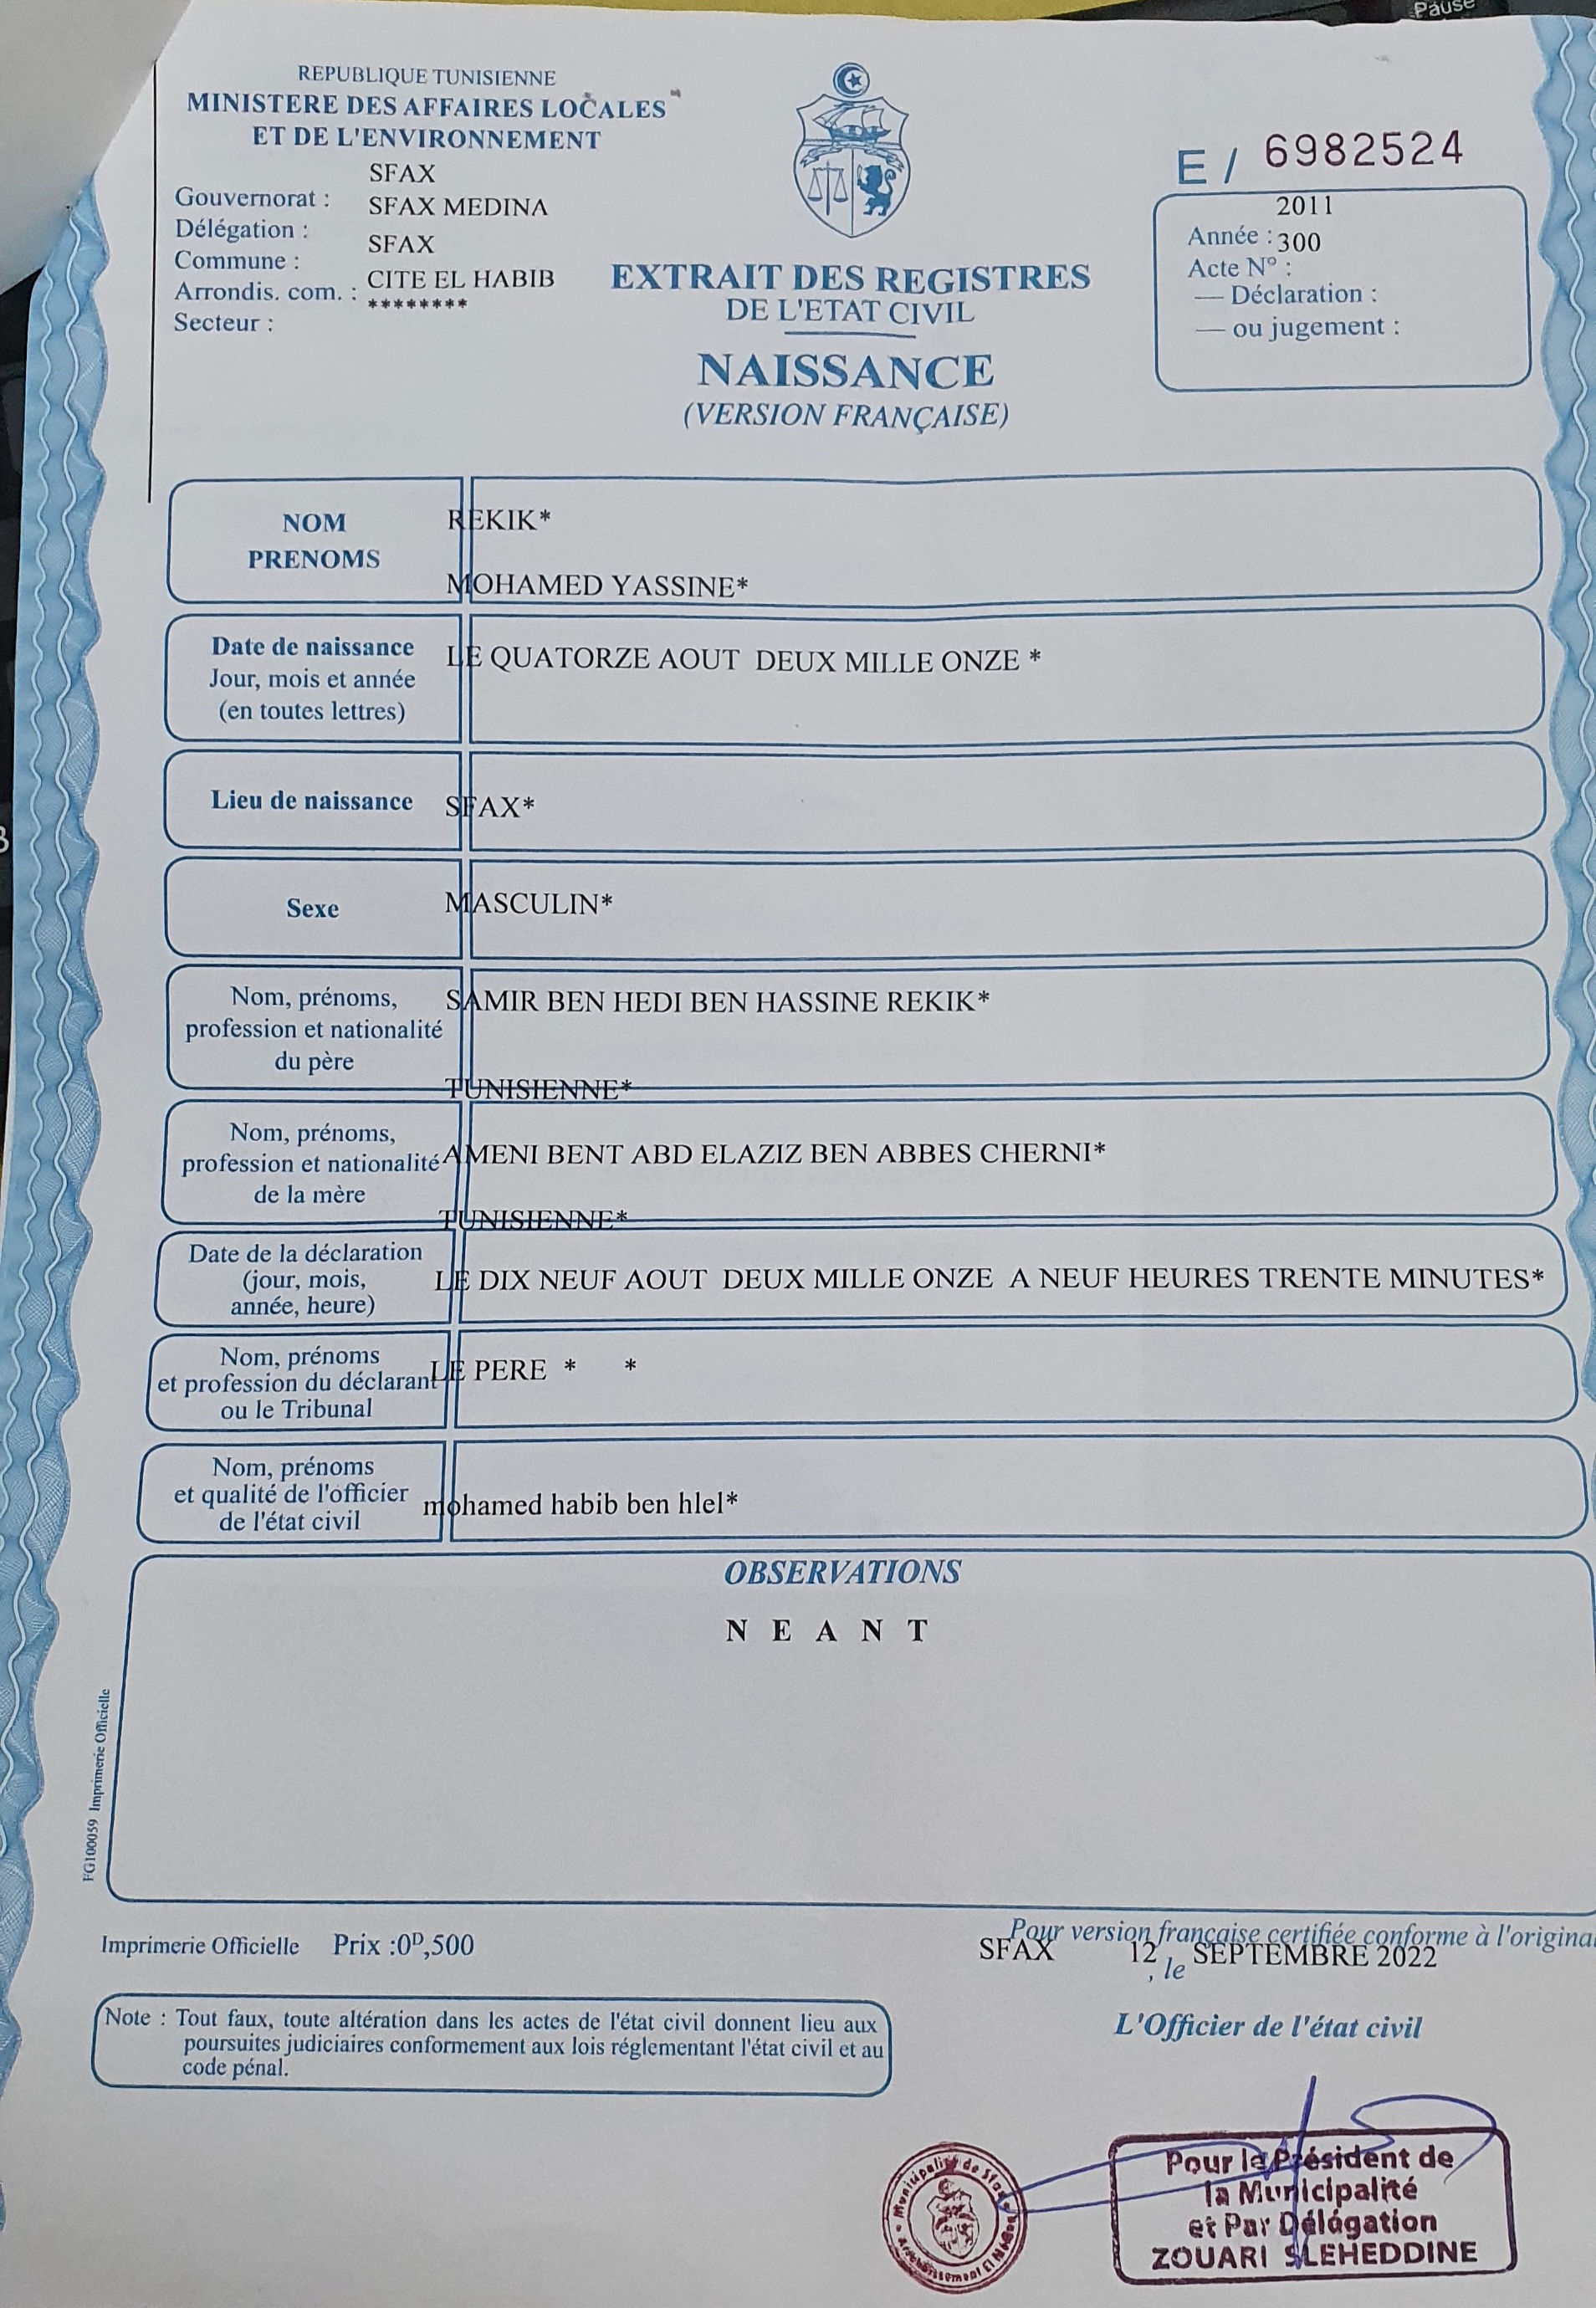 Pause
REPUBLIQUE TUNISIENNE
MINISTERE DES AFFAIRES LOCALES
ET DE L'ENVIRONNEMENT
SFAX
Gouvernorat :
SFAX MEDINA
Délégation :
SFAX
Commune :
CITE EL HABIB
Arrondis. com. :
********
Secteur :
E / 6982524
2011
Année :
300
Acte N° :
— Déclaration :
— ou jugement :
EXTRAIT DES REGISTRES
DE L'ETAT CIVIL
NAISSANCE
(VERSION FRANÇAISE)
NOM
PRENOMS
REKIK*
MOHAMED YASSINE*
Date de naissance
Jour, mois et année
(en toutes lettres)
LE QUATORZE AOUT DEUX MILLE ONZE *
Lieu de naissance
SFAX*
Sexe
MASCULIN*
Nom, prénoms,
profession et nationalité
du père
SAMIR BEN HEDI BEN HASSINE REKIK*
TUNISIENNE*
Nom, prénoms,
profession et nationalité
de la mère
AMENI BENT ABD ELAZIZ BEN ABBES CHERNI*
TUNISIENNE*
Date de la déclaration
(jour, mois,
année, heure)
LE DIX NEUF AOUT DEUX MILLE ONZE A NEUF HEURES TRENTE MINUTES*
Nom, prénoms
et profession du déclarant
ou le Tribunal
LE PERE * *
Nom, prénoms
et qualité de l'officier
de l'état civil
mohamed habib ben hlel*
OBSERVATIONS
N E A N T
FG100059 Imprimerie Officielle
Imprimerie Officielle Prix :0ᴰ,500
Pour version française certifiée conforme à l'original
SFAX 12 , le SEPTEMBRE 2022
Note : Tout faux, toute altération dans les actes de l'état civil donnent lieu aux
poursuites judiciaires conformement aux lois réglementant l'état civil et au
code pénal.
L'Officier de l'état civil
Municipalité de Sfax
Arrondissement El
Pour le Président de
la Municipalité
et Par Délégation
ZOUARI SLEHEDDINE